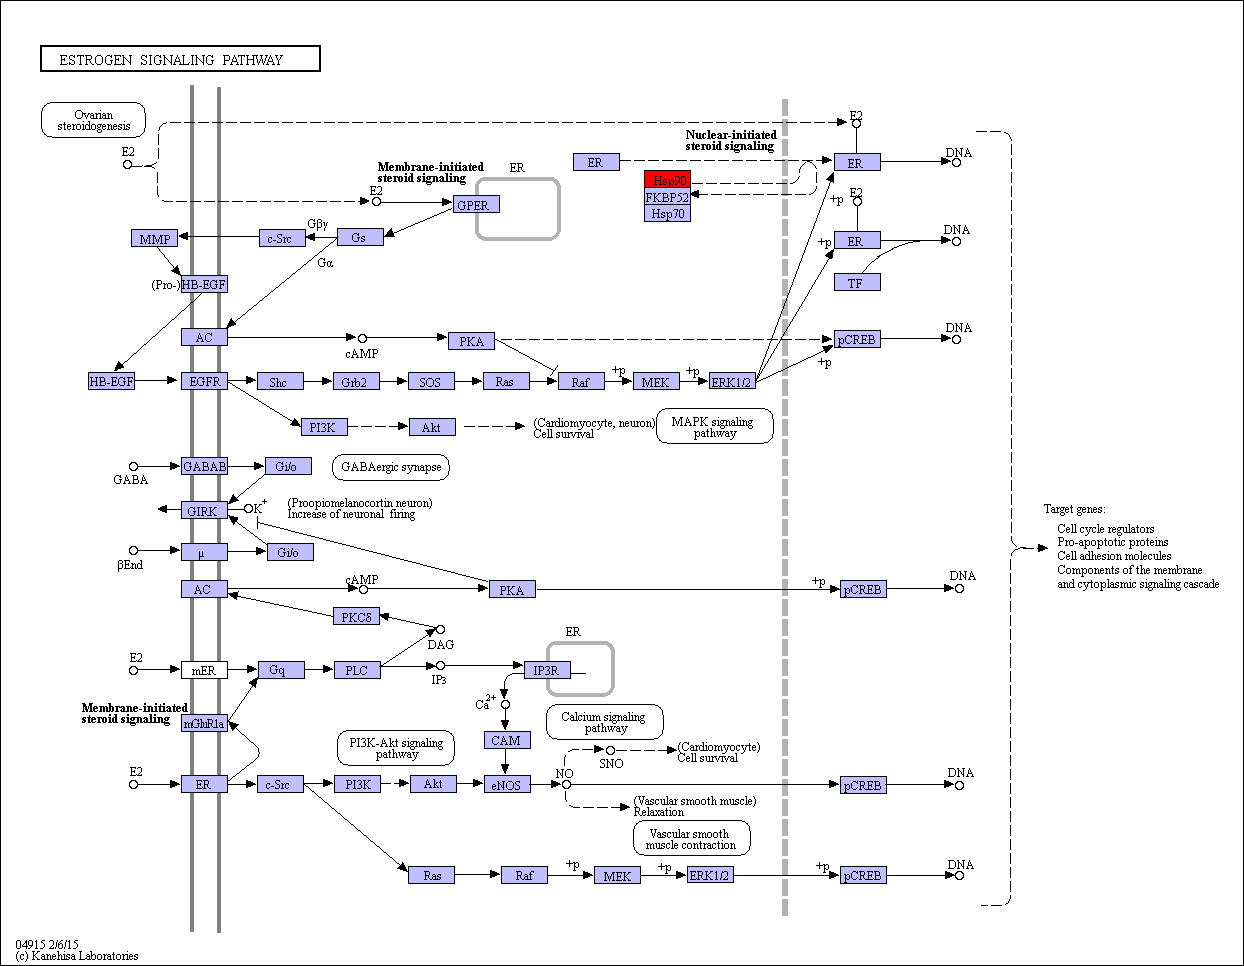 ESTROGEN SIGNALING PATHWAY
Ovarian
steroidogenesis
E2
E2
Nuclear-initiated
steroid signaling
Membrane-initiated
steroid signaling
ER
ER
ER
DNA
Hsp90
FKBP52
Hsp70
E2
GPER
+p
E2
MMP
c-Src
Gβγ
Gs
+p
ER
DNA
Gα
(Pro-)
HB-EGF
TF
AC
cAMP
PKA
pCREB
DNA
+p
HB-EGF
EGFR
Shc
Grb2
SOS
Ras
Raf
+p
MEK
+p
ERK1/2
PI3K
Akt
(Cardiomyocyte, neuron)
Cell survival
MAPK signaling
pathway
GABA
GABAB
Gi/o
GABAergic synapse
GIRK
K+
(Proopiomelanocortin neuron)
Increase of neuronal firing
Target genes:
Cell cycle regulators
Pro-apoptotic proteins
Cell adhesion molecules
Components of the membrane
and cytoplasmic signaling cascade
βEnd
μ
Gi/o
AC
cAMP
PKA
+p
pCREB
DNA
PKCδ
DAG
E2
mER
Gq
PLC
IP3
IP3R
ER
Membrane-initiated
steroid signaling
mGluR1a
Ca2+
CAM
Calcium signaling
pathway
PI3K-Akt signaling
pathway
E2
ER
c-Src
PI3K
Akt
eNOS
NO
SNO
(Cardiomyocyte)
Cell survival
pCREB
DNA
(Vascular smooth muscle)
Relaxation
Vascular smooth
muscle contraction
Ras
Raf
+p
MEK
+p
ERK1/2
+p
pCREB
DNA
04915 2/6/15
(c) Kanehisa Laboratories